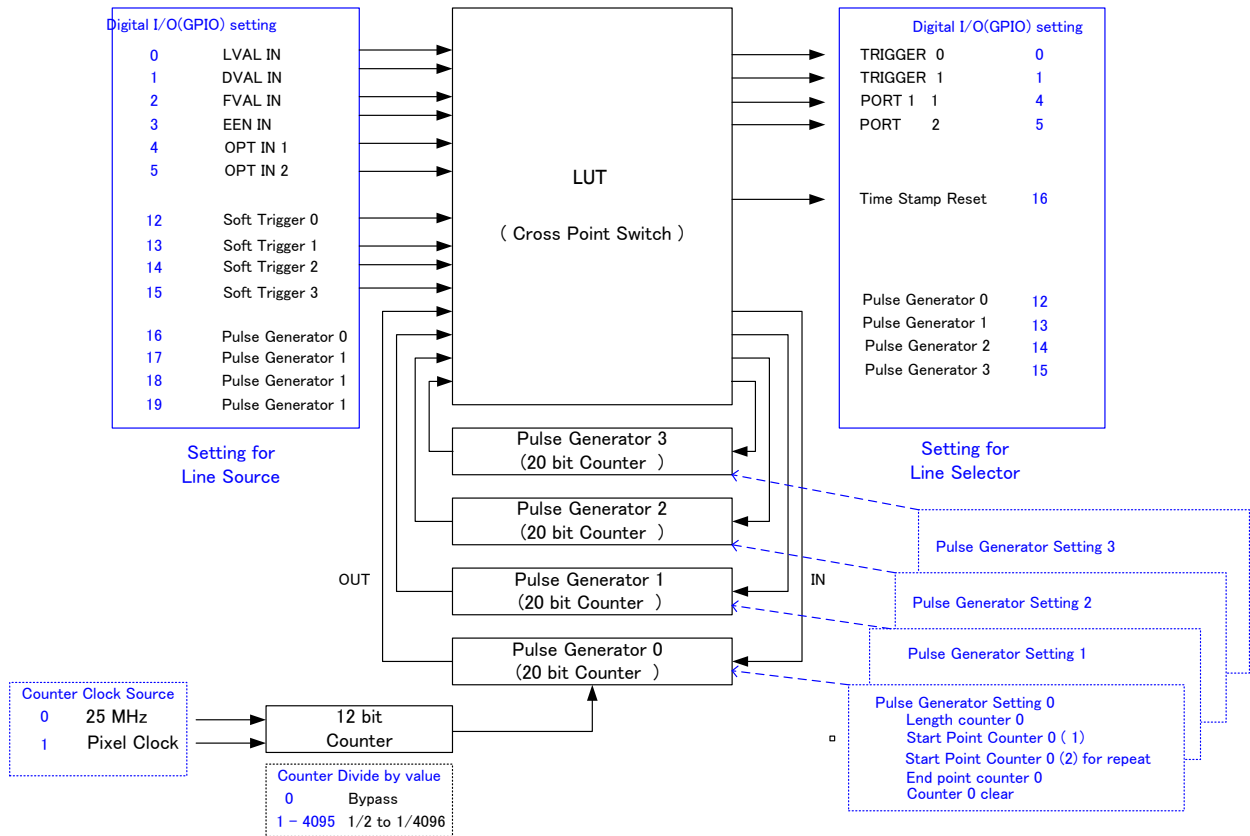 Digital I/O(GPIO) setting
0 LVAL IN
1 DVAL IN
2 FVAL IN
3 EEN IN
4 OPT IN 1
5 OPT IN 2
12 Soft Trigger 0
13 Soft Trigger 1
14 Soft Trigger 2
15 Soft Trigger 3
16 Pulse Generator 0
17 Pulse Generator 1
18 Pulse Generator 1
19 Pulse Generator 1
Setting for
Line Source
LUT
( Cross Point Switch )
Digital I/O(GPIO) setting
TRIGGER 0 0
TRIGGER 1 1
PORT 1 1 4
PORT 2 5
Time Stamp Reset 16
Pulse Generator 0 12
Pulse Generator 1 13
Pulse Generator 2 14
Pulse Generator 3 15
Setting for
Line Selector
Pulse Generator 3
(20 bit Counter )
Pulse Generator 2
(20 bit Counter )
OUT
Pulse Generator 1
(20 bit Counter )
IN
Pulse Generator 0
(20 bit Counter )
Pulse Generator Setting 3
Pulse Generator Setting 2
Pulse Generator Setting 1
Pulse Generator Setting 0
Length counter 0
Start Point Counter 0 ( 1)
Start Point Counter 0 (2) for repeat
End point counter 0
Counter 0 clear
Counter Clock Source
0 25 MHz
1 Pixel Clock
12 bit
Counter
Counter Divide by value
0 Bypass
1 - 4095 1/2 to 1/4096